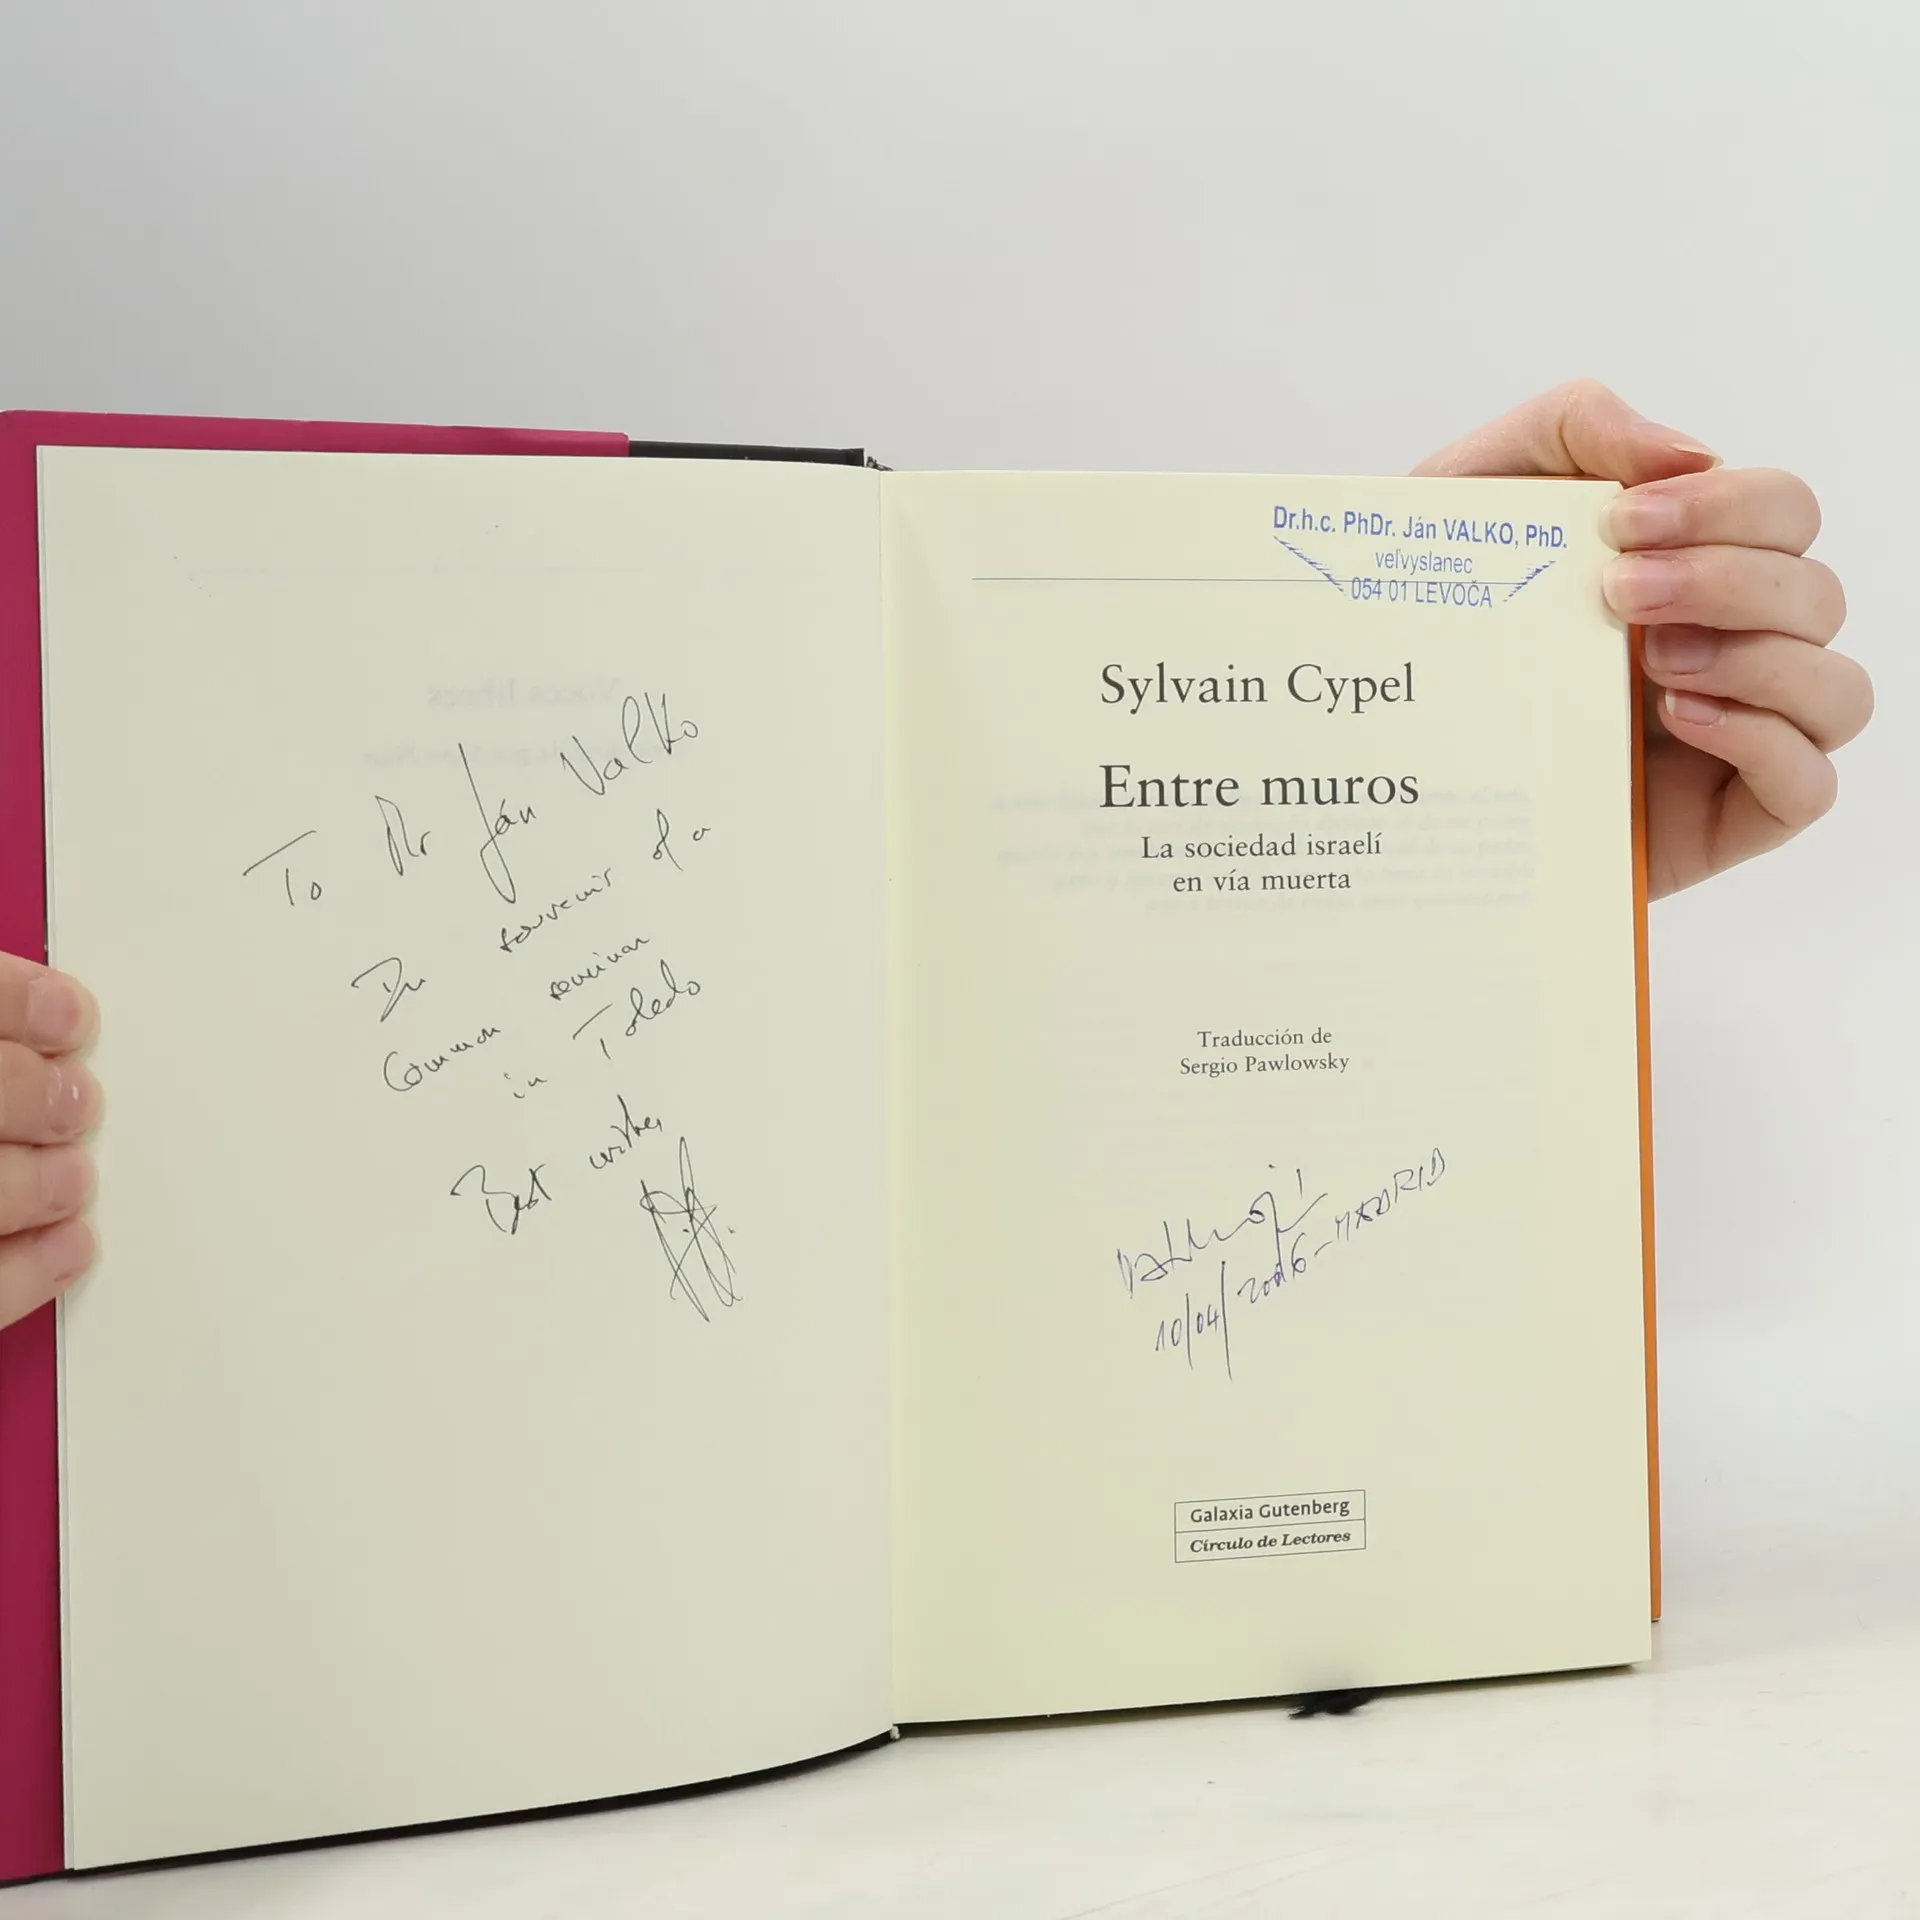 To Mr Ján Valko
In souvenir of a
common seminar
in Toledo
Best wishes
Dr.h.c. PhDr. Ján VALKO, PhD.
veľvyslanec
054 01 LEVOČA
Sylvain Cypel
Entre muros
La sociedad israelí
en vía muerta
Traducción de
Sergio Pawlowsky
10/04/2006-MADRID
Galaxia Gutenberg
Círculo de Lectores